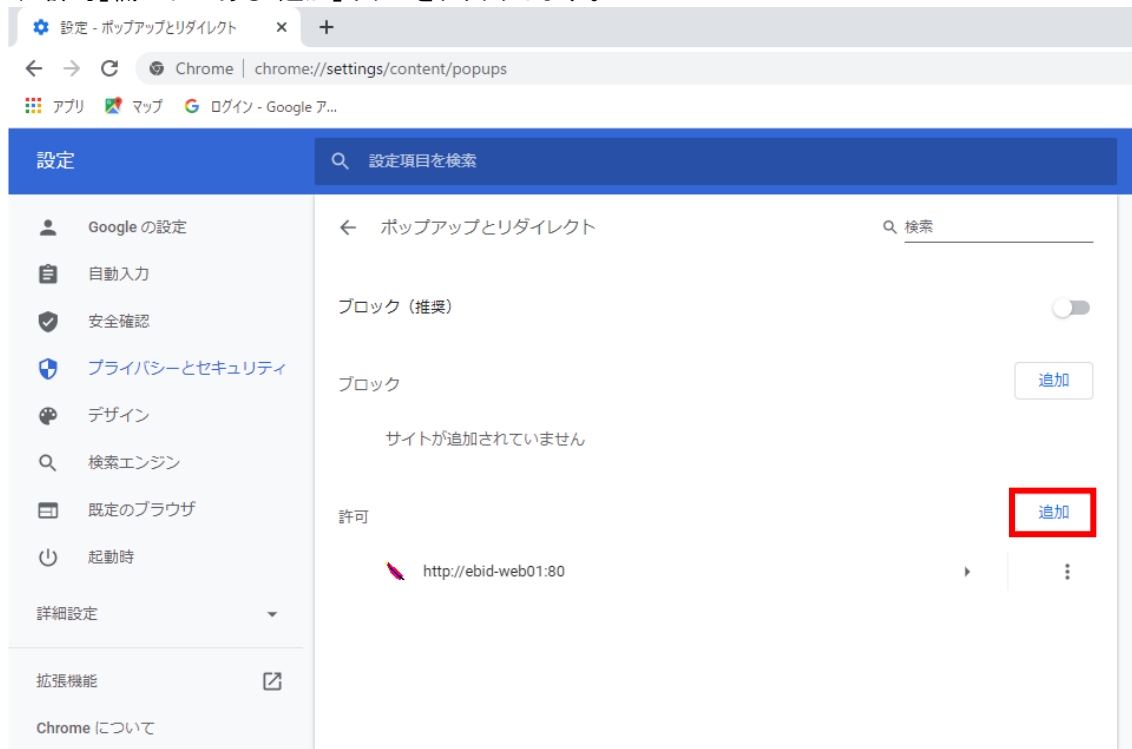 設定 - ポップアップとリダイレクト
Chrome | chrome://settings/content/popups
アプリ マップ ログイン - Google ア...
設定
設定項目を検索
Google の設定
自動入力
安全確認
プライバシーとセキュリティ
デザイン
検索エンジン
既定のブラウザ
起動時
詳細設定
拡張機能
Chrome について
ポップアップとリダイレクト
検索
ブロック（推奨）
ブロック
追加
サイトが追加されていません
許可
追加
http://ebid-web01:80